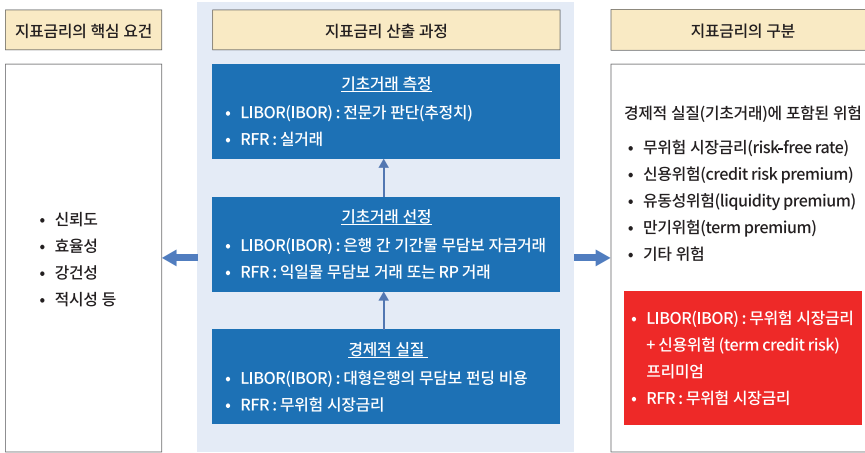 지표금리의 핵심 요건
신뢰도
효율성
강건성
적시성 등
지표금리 산출 과정
기초거래 측정
• LIBOR(IBOR) : 전문가 판단(추정치)
• RFR : 실거래
기초거래 선정
• LIBOR(IBOR) : 은행 간 기간물 무담보 자금거래
• RFR : 익일물 무담보 거래 또는 RP 거래
경제적 실질
• LIBOR(IBOR) : 대형은행의 무담보 펀딩 비용
• RFR : 무위험 시장금리
지표금리의 구분
경제적 실질(기초거래)에 포함된 위험
• 무위험 시장금리(risk-free rate)
• 신용위험(credit risk premium)
• 유동성위험(liquidity premium)
• 만기위험(term premium)
• 기타 위험
• LIBOR(IBOR) : 무위험 시장금리
+ 신용위험 (term credit risk)
프리미엄
• RFR : 무위험 시장금리